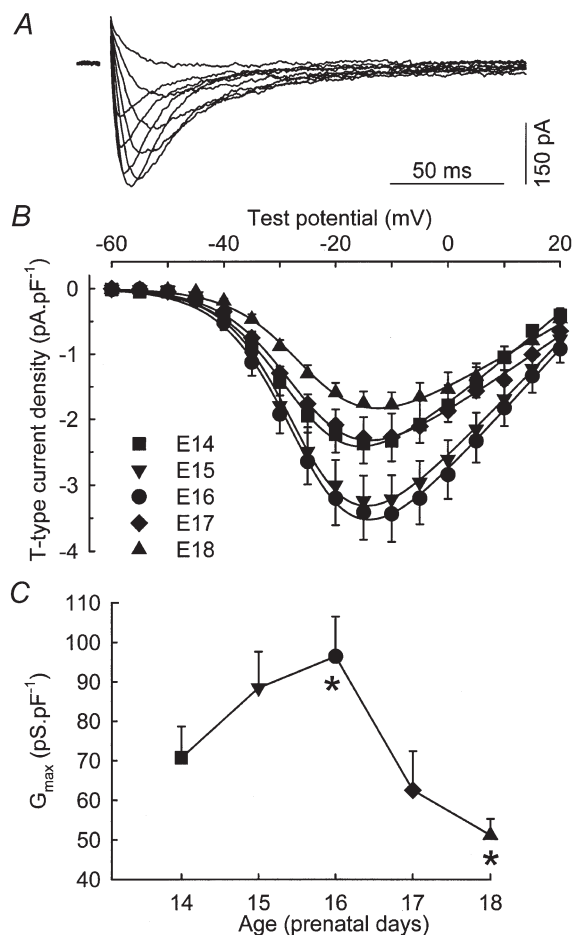 A
50 ms
150 pA
B
Test potential (mV)
-60 -40 -20 0 20
T-type current density (pA.pF⁻¹)
0
-1
-2
-3
-4
E14
E15
E16
E17
E18
C
Gmax (pS.pF⁻¹)
110
100
90
80
70
60
50
40
*
*
14 15 16 17 18
Age (prenatal days)